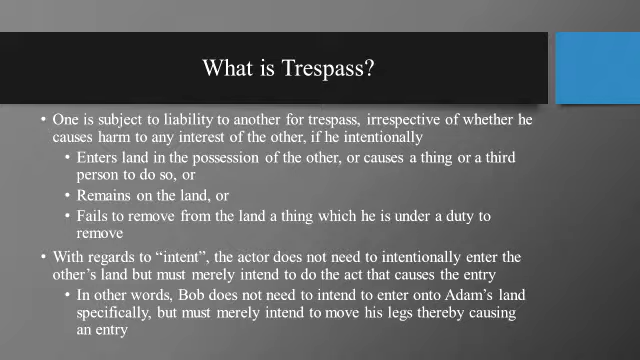 What is Trespass?
• One is subject to liability to another for trespass, irrespective of whether he
causes harm to any interest of the other, if he intentionally
• Enters land in the possession of the other, or causes a thing or a third
person to do so, or
• Remains on the land, or
• Fails to remove from the land a thing which he is under a duty to
remove
• With regards to “intent”, the actor does not need to intentionally enter the
other’s land but must merely intend to do the act that causes the entry
• In other words, Bob does not need to intend to enter onto Adam’s land
specifically, but must merely intend to move his legs thereby causing
an entry